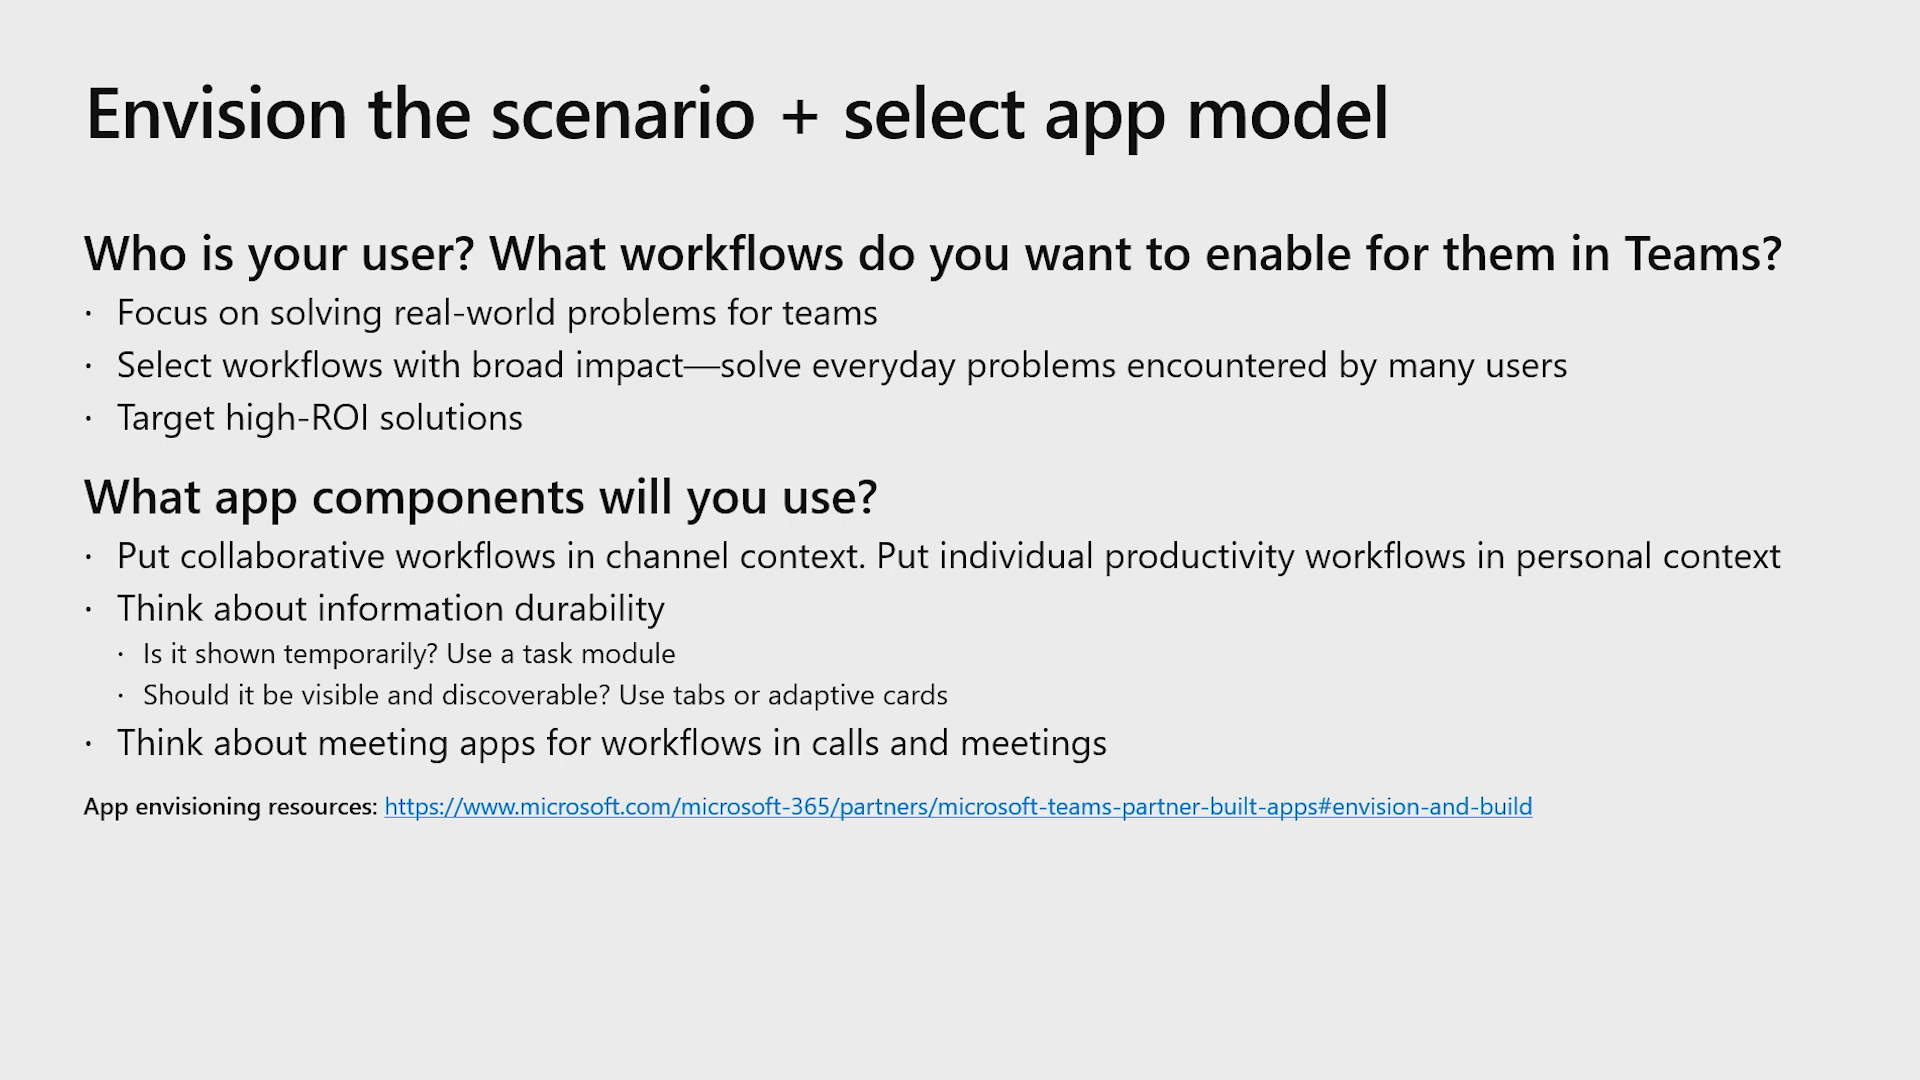 Envision the scenario + select app model
Who is your user? What workflows do you want to enable for them in Teams?
· Focus on solving real-world problems for teams
· Select workflows with broad impact—solve everyday problems encountered by many users
· Target high-ROI solutions
What app components will you use?
· Put collaborative workflows in channel context. Put individual productivity workflows in personal context
· Think about information durability
· Is it shown temporarily? Use a task module
· Should it be visible and discoverable? Use tabs or adaptive cards
· Think about meeting apps for workflows in calls and meetings
App envisioning resources: https://www.microsoft.com/microsoft-365/partners/microsoft-teams-partner-built-apps#envision-and-build